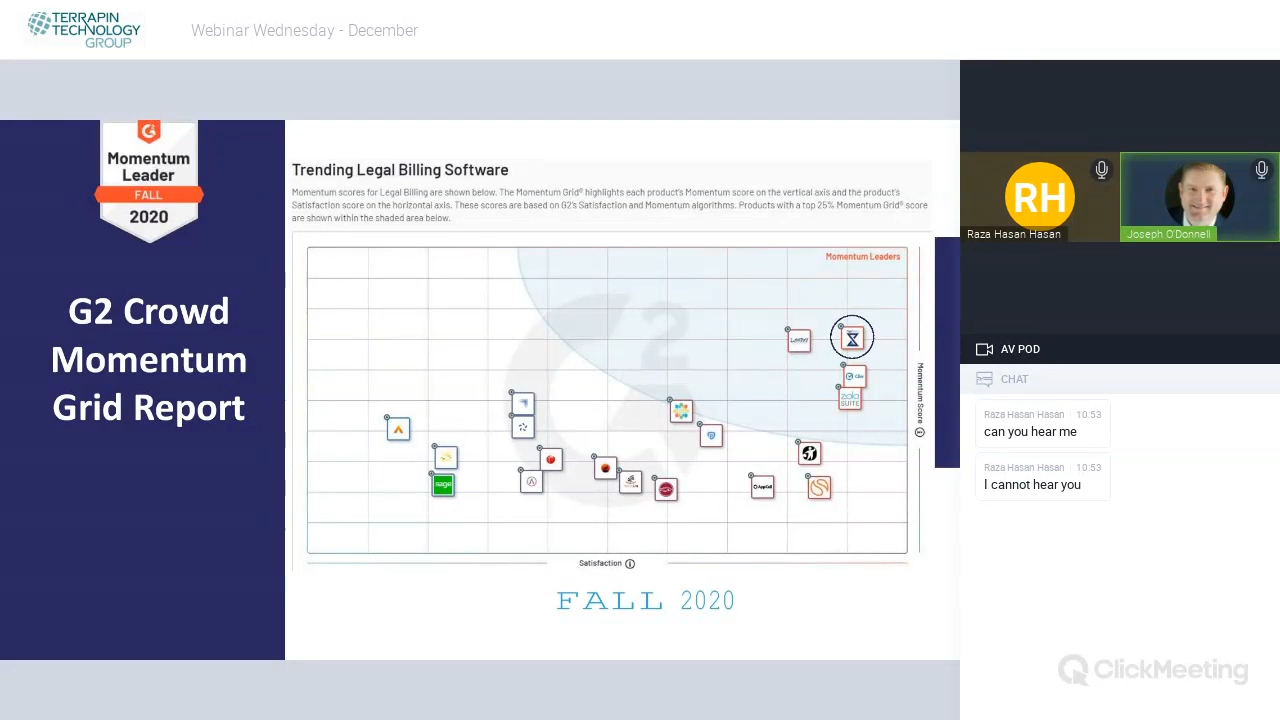 TERRAPIN
TECHNOLOGY
GROUP
Webinar Wednesday - December
Momentum
Leader
FALL
2020
G2 Crowd
Momentum
Grid Report
Trending Legal Billing Software
Momentum scores for Legal Billing are shown below. The Momentum Grid® highlights each product's Momentum score on the vertical axis and the product's
Satisfaction score on the horizontal axis. These scores are based on G2's Satisfaction and Momentum algorithms. Products with a top 25% Momentum Grid® score
are shown within the shaded area below.
Momentum Leaders
Clio
zola
SUITE
sage
AppColl
Momentum Score
Satisfaction
FALL 2020
RH
Raza Hasan Hasan
Joseph O'Donnell
AV POD
CHAT
Raza Hasan Hasan 10:53
can you hear me
Raza Hasan Hasan 10:53
I cannot hear you
ClickMeeting